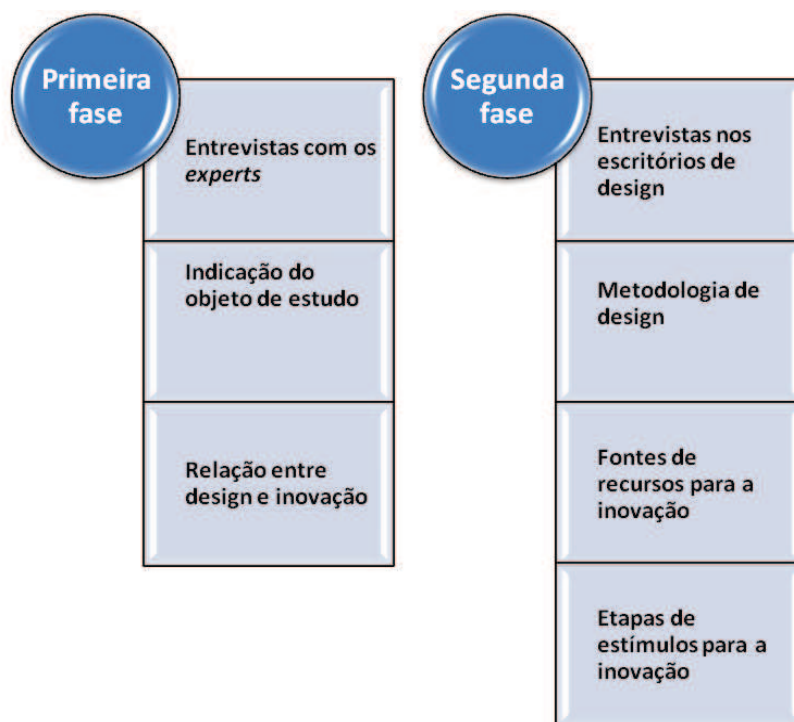 Primeira
fase
Entrevistas com os
experts
Indicação do
objeto de estudo
Relação entre
design e inovação
Segunda
fase
Entrevistas nos
escritórios de
design
Metodologia de
design
Fontes de
recursos para a
inovação
Etapas de
estímulos para a
inovação